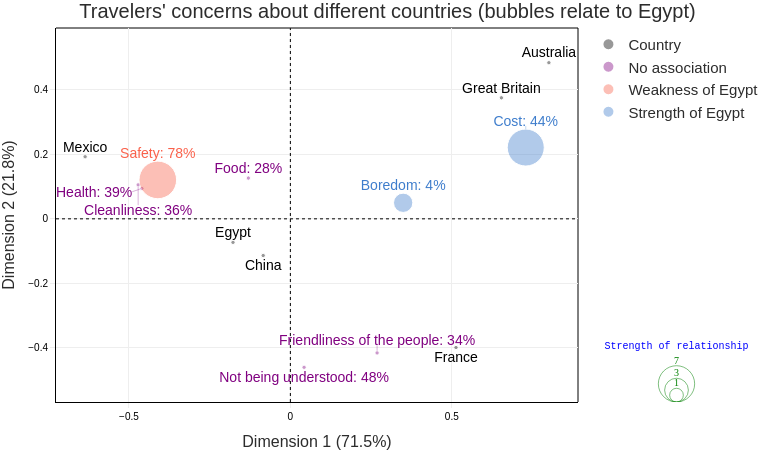 Travelers' concerns about different countries (bubbles relate to Egypt)
Country
No association
Weakness of Egypt
Strength of Egypt
Dimension 2 (21.8%)
0.4
0.2
0
−0.2
−0.4
Australia
Great Britain
Cost: 44%
Mexico
Safety: 78%
Food: 28%
Boredom: 4%
Health: 39%
Cleanliness: 36%
Egypt
China
Friendliness of the people: 34%
France
Not being understood: 48%
−0.5
0
0.5
Dimension 1 (71.5%)
Strength of relationship
7
3
1